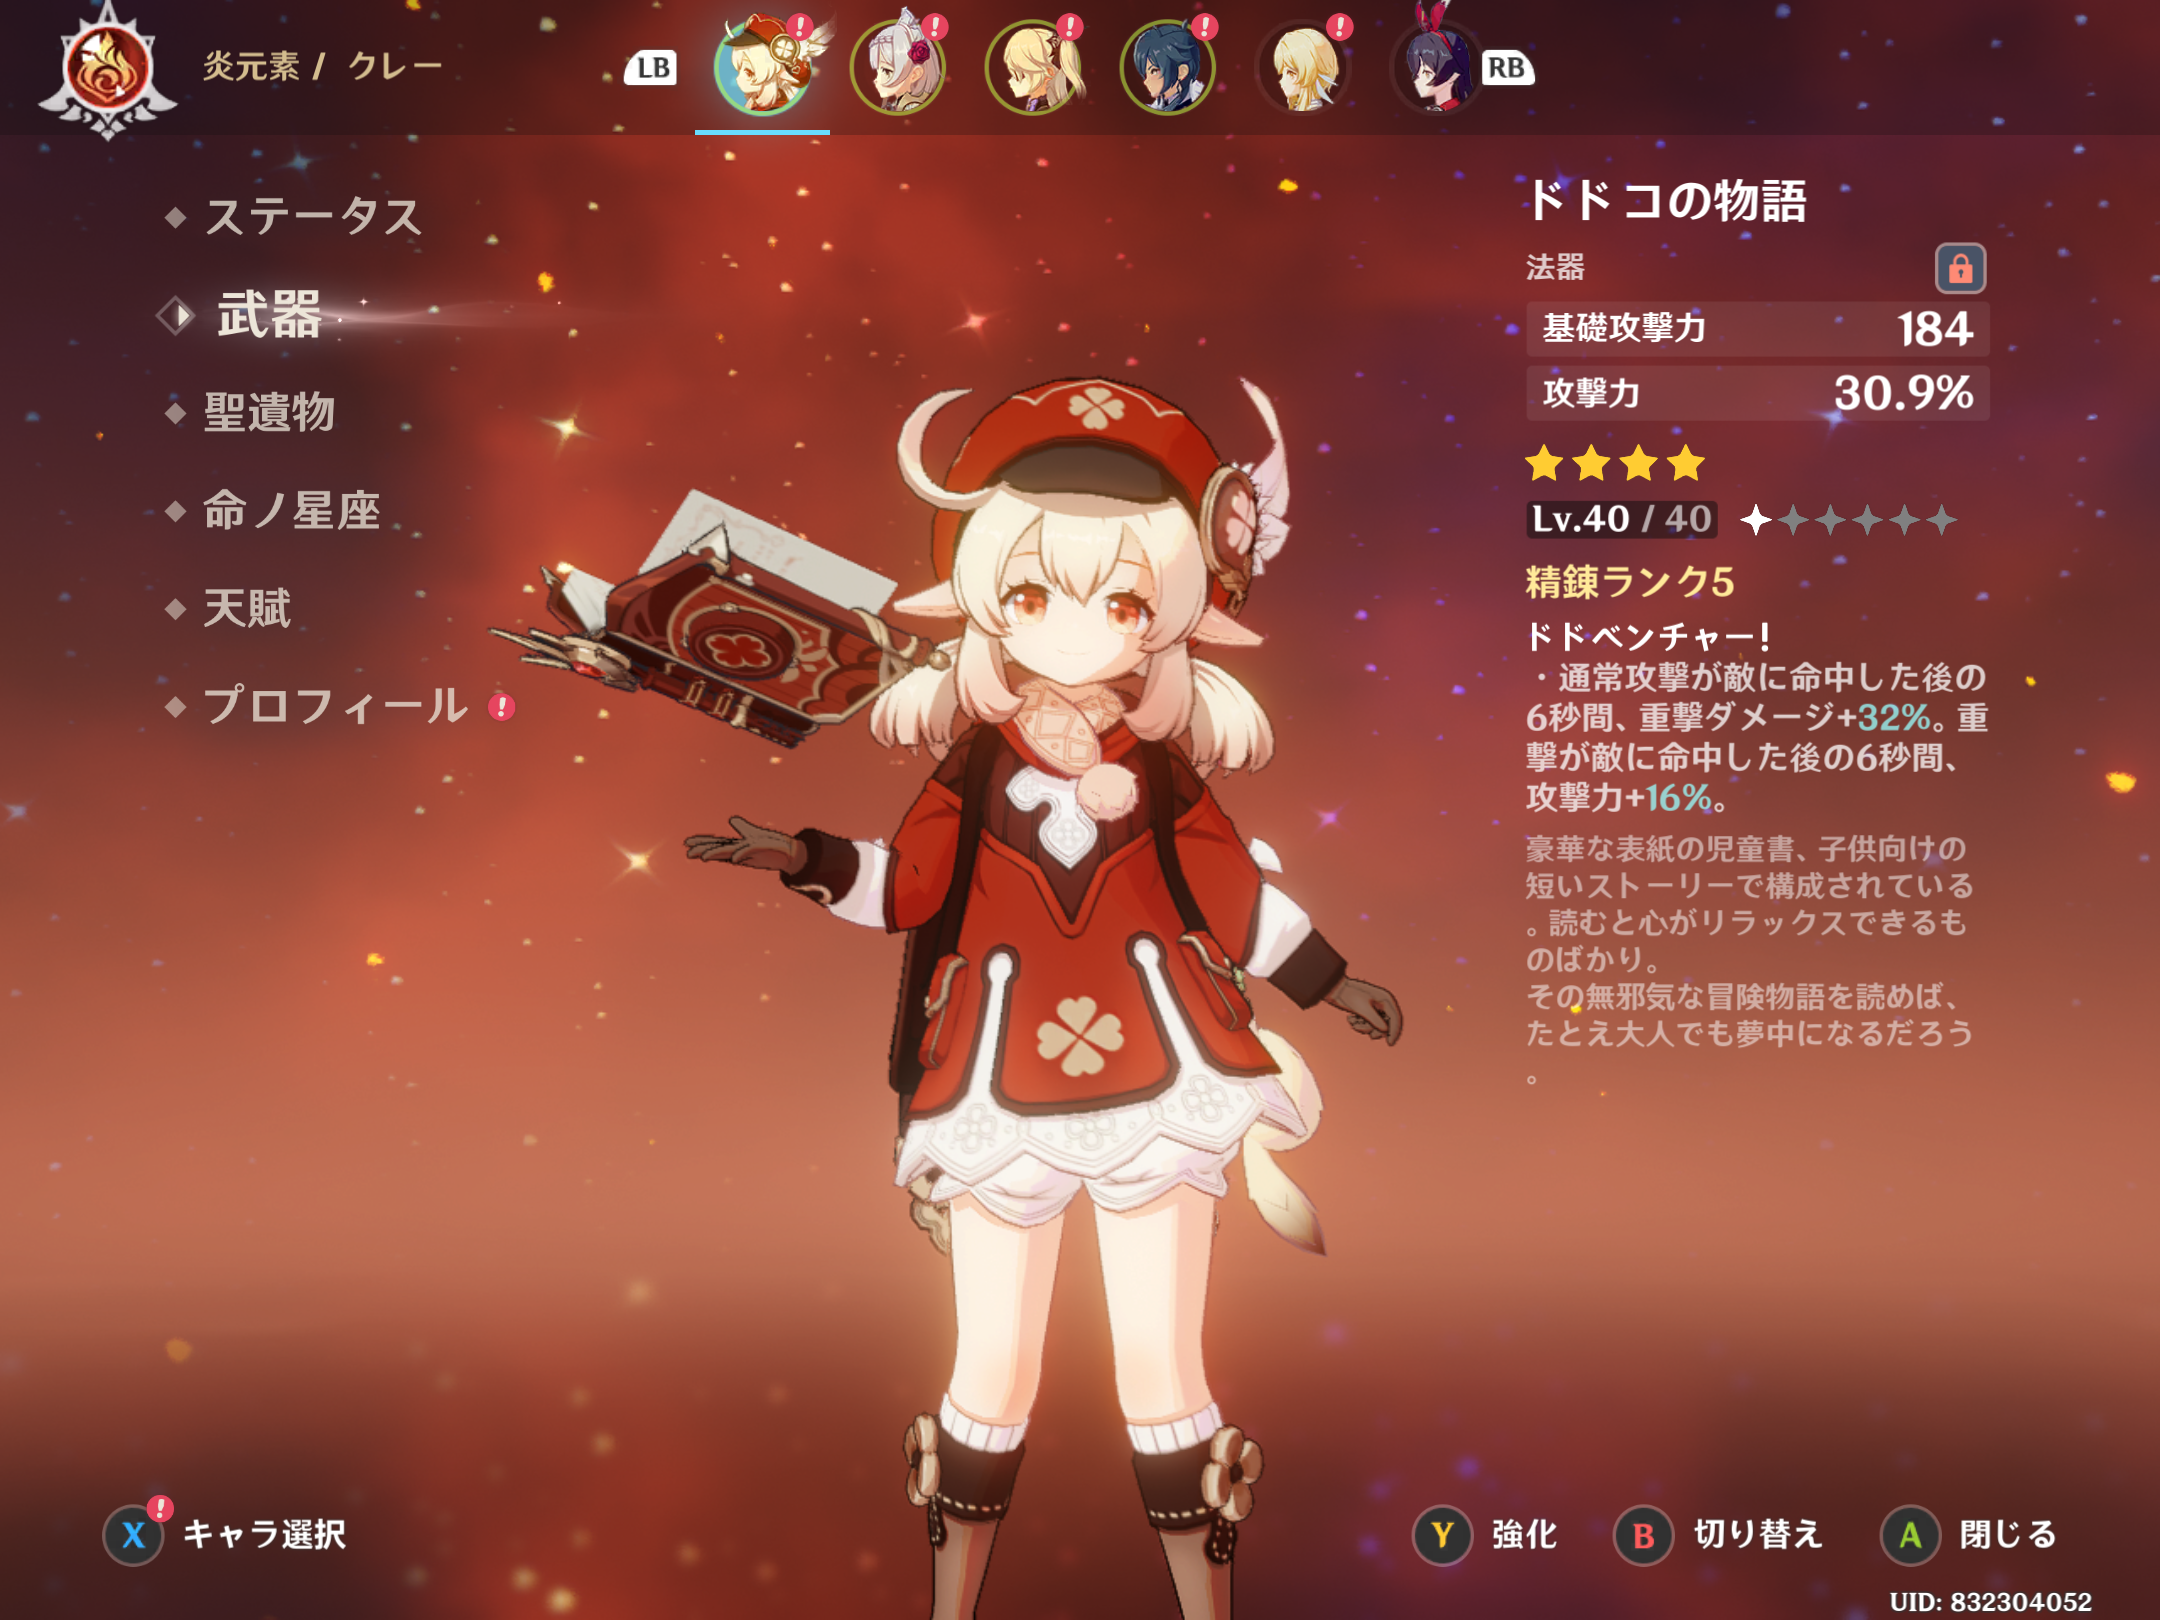 炎元素 / クレー
LB
RB
ステータス
武器
聖遺物
命ノ星座
天賦
プロフィール
ドドコの物語
法器
基礎攻撃力 184
攻撃力 30.9%
Lv.40 / 40
精錬ランク5
ドドベンチャー!
・通常攻撃が敵に命中した後の
6秒間、重撃ダメージ+32%。重
撃が敵に命中した後の6秒間、
攻撃力+16%。
豪華な表紙の児童書、子供向けの
短いストーリーで構成されている
。読むと心がリラックスできるも
のばかり。
その無邪気な冒険物語を読めば、
たとえ大人でも夢中になるだろう
。
X キャラ選択
Y 強化
B 切り替え
A 閉じる
UID: 832304052